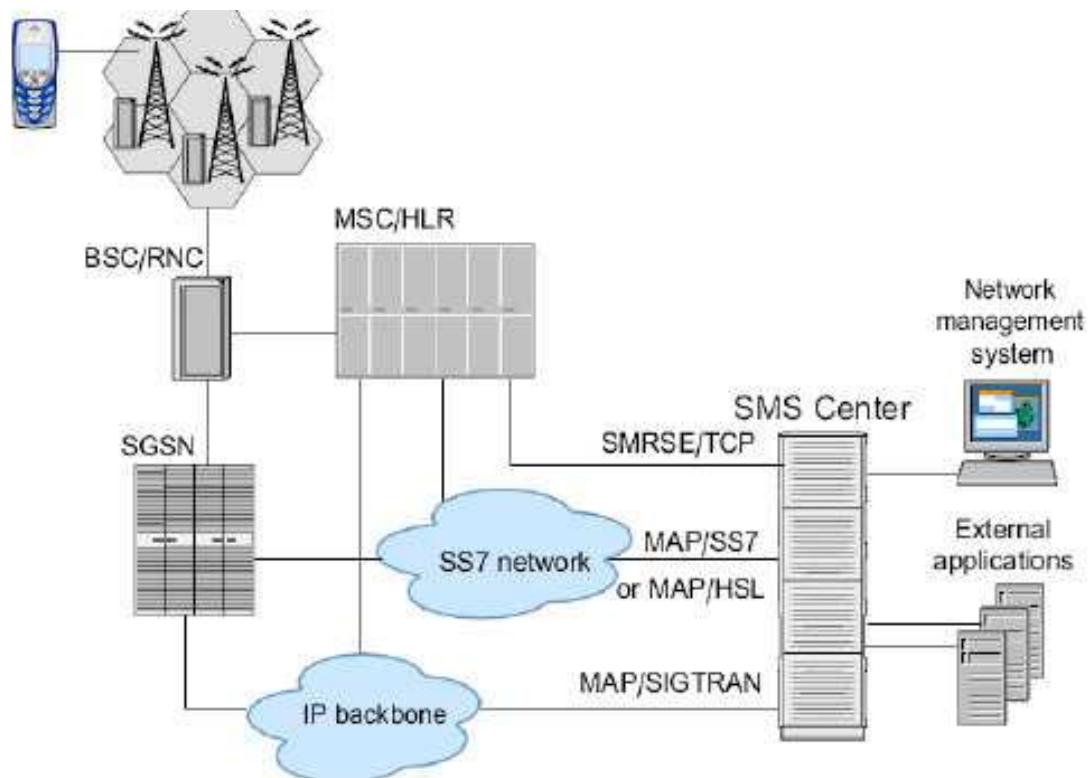 MSC/HLR
BSC/RNC
Network
management
system
SMS Center
SMRSE/TCP
SGSN
External
applications
MAP/SS7
SS7 network
or MAP/HSL
MAP/SIGTRAN
IP backbone